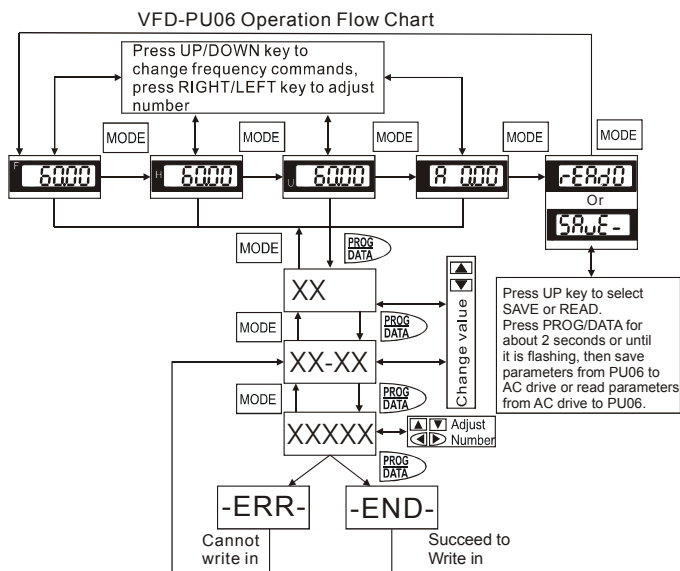 VFD-PU06 Operation Flow Chart
Press UP/DOWN key to
change frequency commands,
press RIGHT/LEFT key to adjust
number
MODE
MODE
MODE
MODE
MODE
F 60.00
H 60.00
U 60.00
A 0.00
rEAd0
Or
SAvE-
MODE
PROG
DATA
XX
MODE
PROG
DATA
XX-XX
Change value
MODE
PROG
DATA
XXXXX
Adjust
Number
PROG
DATA
Press UP key to select
SAVE or READ.
Press PROG/DATA for
about 2 seconds or until
it is flashing, then save
parameters from PU06 to
AC drive or read parameters
from AC drive to PU06.
-ERR-
-END-
Cannot
write in
Succeed to
Write in